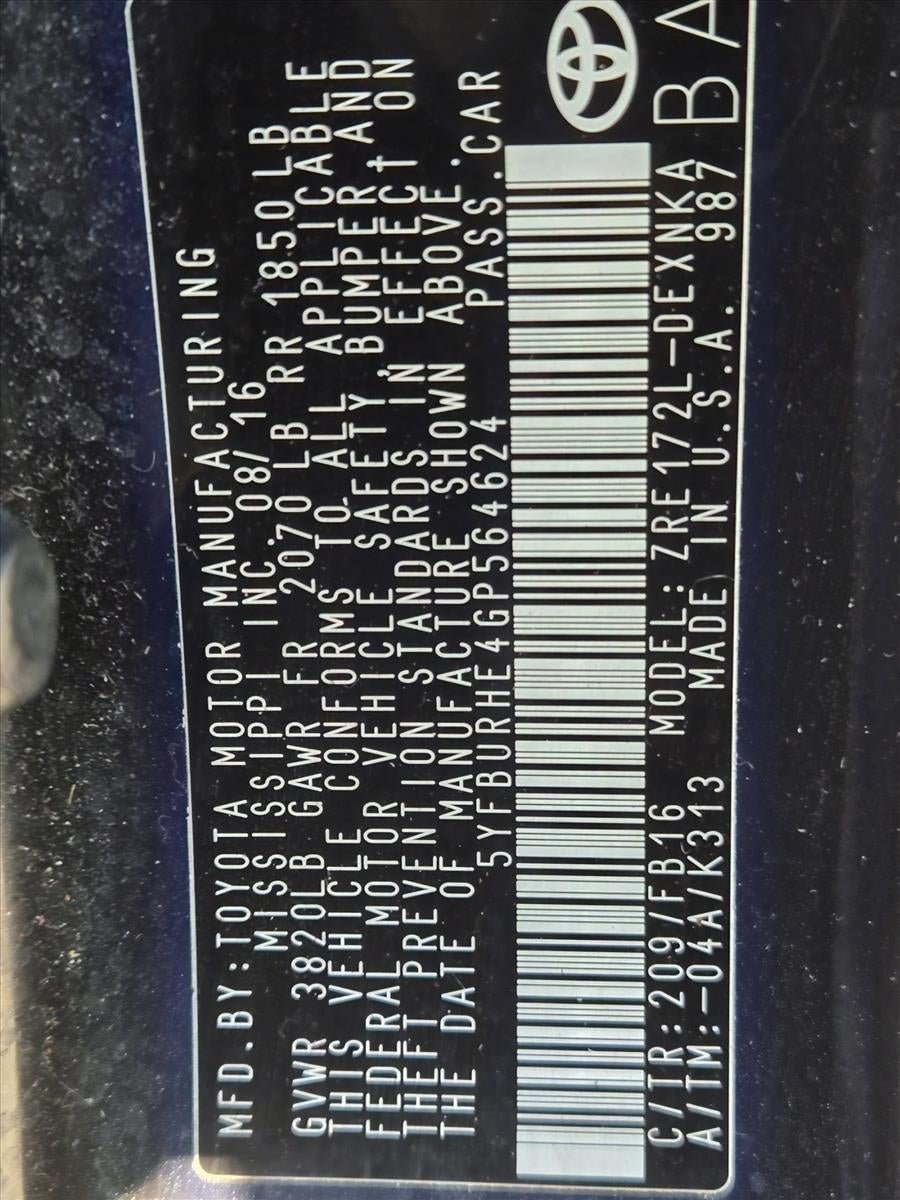 MFD.BY:TOYOTA MOTOR MANUFACTURING
MISSISSIPPI INC. 08/16
GVWR 3820LB GAWR FR 2070 LB RR 1850LB
THIS VEHICLE CONFORMS TO ALL APPLICABLE
FEDERAL MOTOR VEHICLE SAFETY, BUMPER AND
THEFT PREVENTION STANDARDS IN EFFECT ON
THE DATE OF MANUFACTURE SHOWN ABOVE.
5YFBURHE4GP564624 PASS.CAR
C/TR:209/FB16 MODEL:ZRE172L-DEXNKA
A/TM:-04A/K313 MADE IN U.S.A. 987
BA